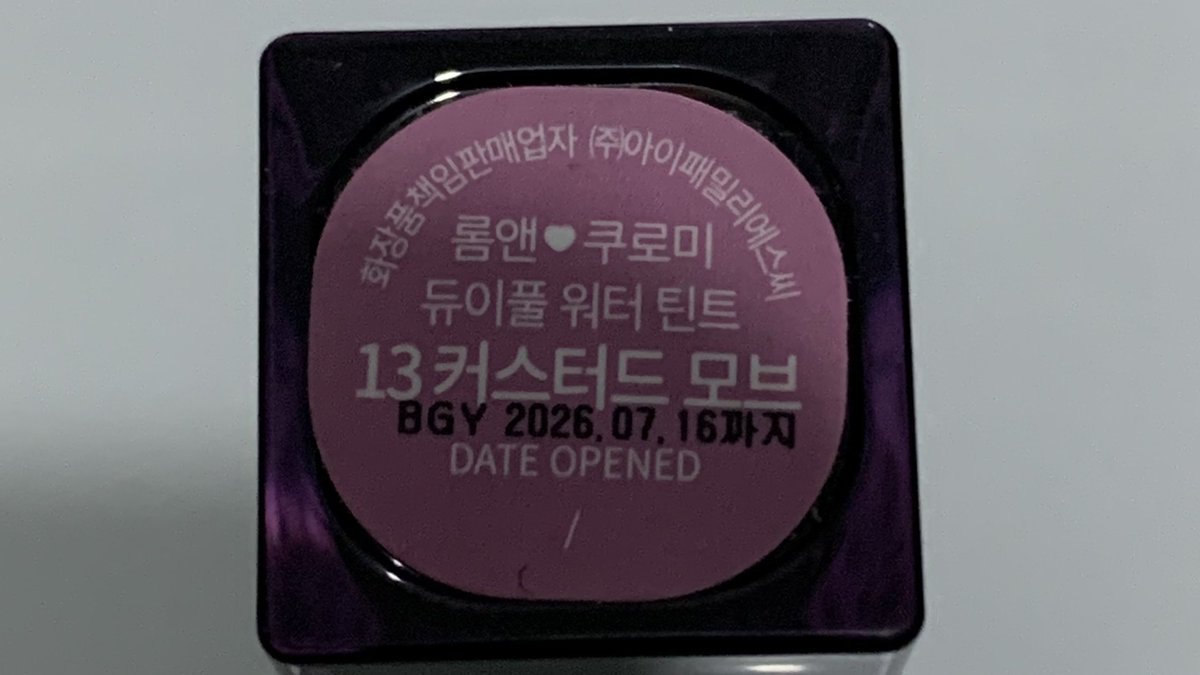 화장품책임판매업자 ㈜아이패밀리에스씨
롬앤♥쿠로미
듀이풀 워터 틴트
13 커스터드 모브
BGY 2026.07.16까지
DATE OPENED
/